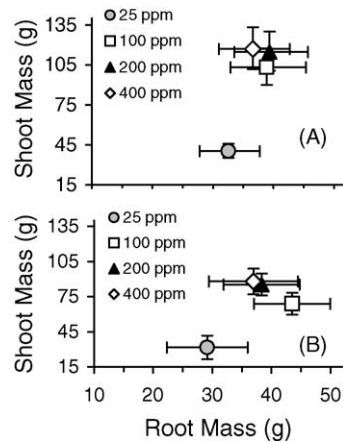 Shoot Mass (g)
135
105
75
45
15
25 ppm
100 ppm
200 ppm
400 ppm
(A)
Shoot Mass (g)
135
105
75
45
15
25 ppm
100 ppm
200 ppm
400 ppm
(B)
10 20 30 40 50
Root Mass (g)